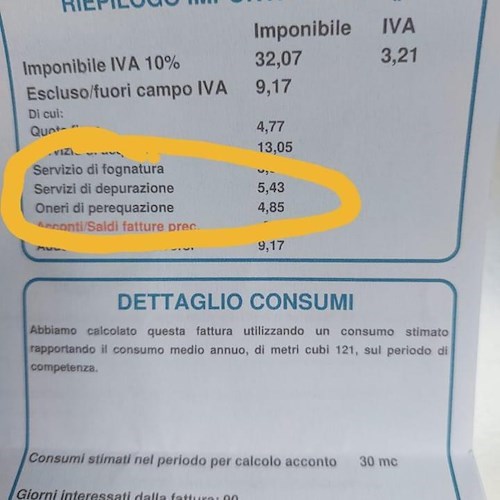 RIEPILOGO
Imponibile IVA
Imponibile IVA 10% 32,07 3,21
Escluso/fuori campo IVA 9,17
Di cui:
Quota 4,77
13,05
Servizio di fognatura
Servizi di depurazione 5,43
Oneri di perequazione 4,85
Acconti/Saldi fatture prec.
9,17
DETTAGLIO CONSUMI
Abbiamo calcolato questa fattura utilizzando un consumo stimato
rapportando il consumo medio annuo, di metri cubi 121, sul periodo di
competenza.
Consumi stimati nel periodo per calcolo acconto 30 mc
Giorni interessati dalla fattura: 90